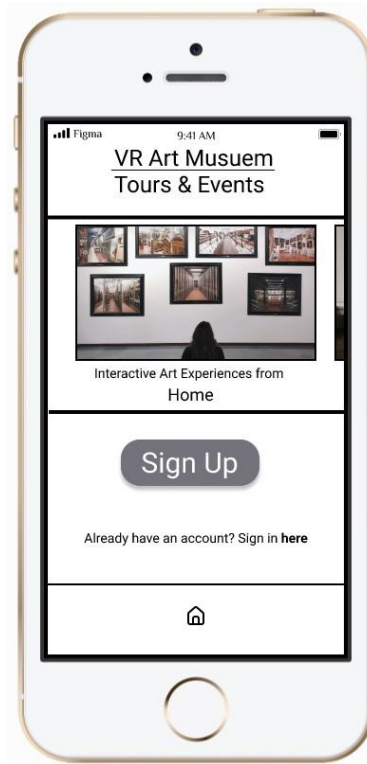 Figma
9:41 AM
VR Art Musuem
Tours & Events
Interactive Art Experiences from
Home
Sign Up
Already have an account? Sign in here